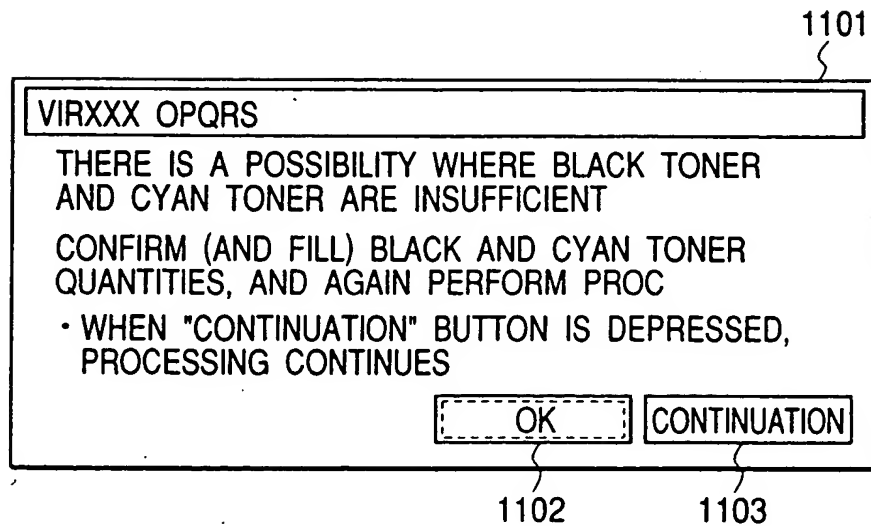 1101
VIRXXX OPQRS
THERE IS A POSSIBILITY WHERE BLACK TONER
AND CYAN TONER ARE INSUFFICIENT
CONFIRM (AND FILL) BLACK AND CYAN TONER
QUANTITIES, AND AGAIN PERFORM PROC
· WHEN "CONTINUATION" BUTTON IS DEPRESSED,
PROCESSING CONTINUES
OK CONTINUATION
1102 1103